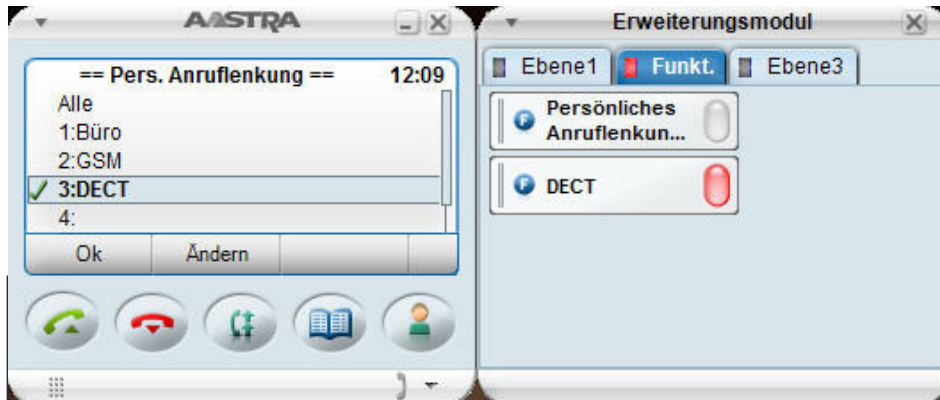 AASTRA
== Pers. Anruflenkung == 12:09
Alle
1:Büro
2:GSM
3:DECT
4:
Ok Ändern
Erweiterungsmodul
Ebene1 Funkt. Ebene3
F Persönliches
Anruflenkun...
F DECT